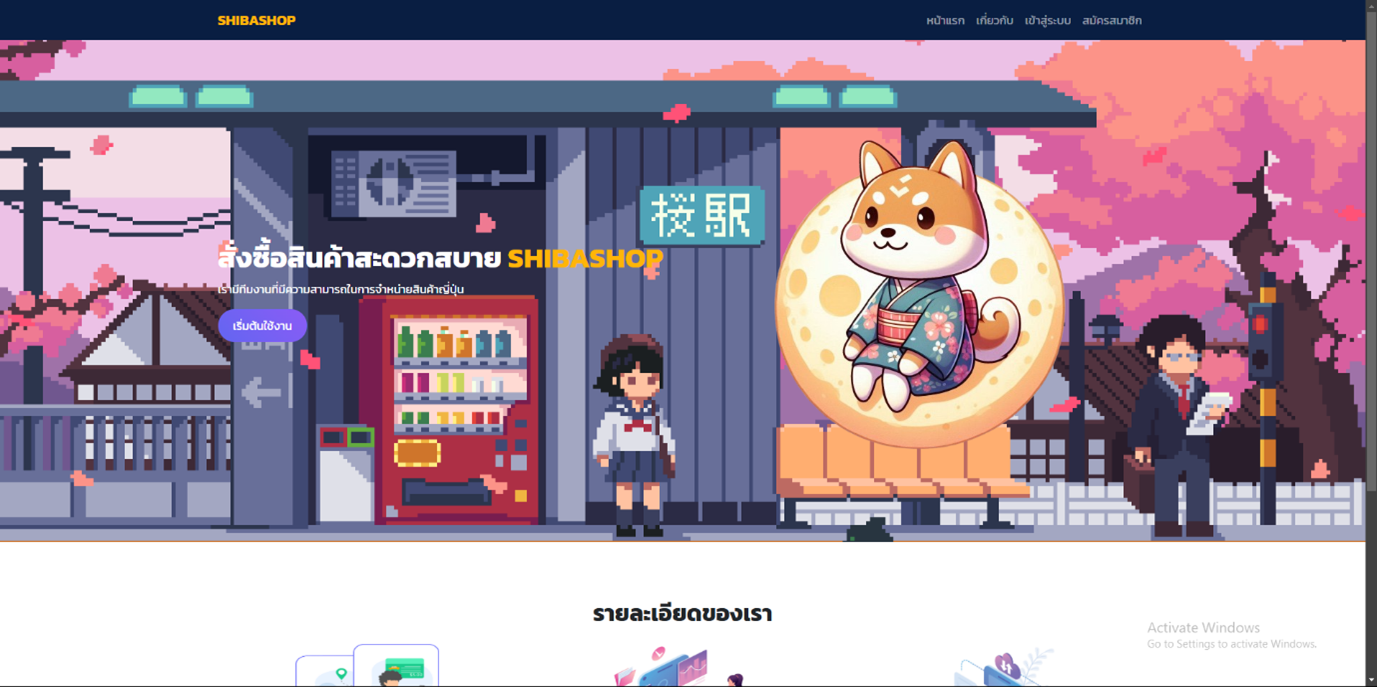 SHIBASHOP
หน้าแรก เกี่ยวกับ เข้าสู่ระบบ สมัครสมาชิก
桜駅
สั่งซื้อสินค้าสะดวกสบาย SHIBASHOP
เรามีทีมงานที่มีความสามารถในการจำหน่ายสินค้าญี่ปุ่น
เริ่มต้นใช้งาน
รายละเอียดของเรา
Activate Windows
Go to Settings to activate Windows.